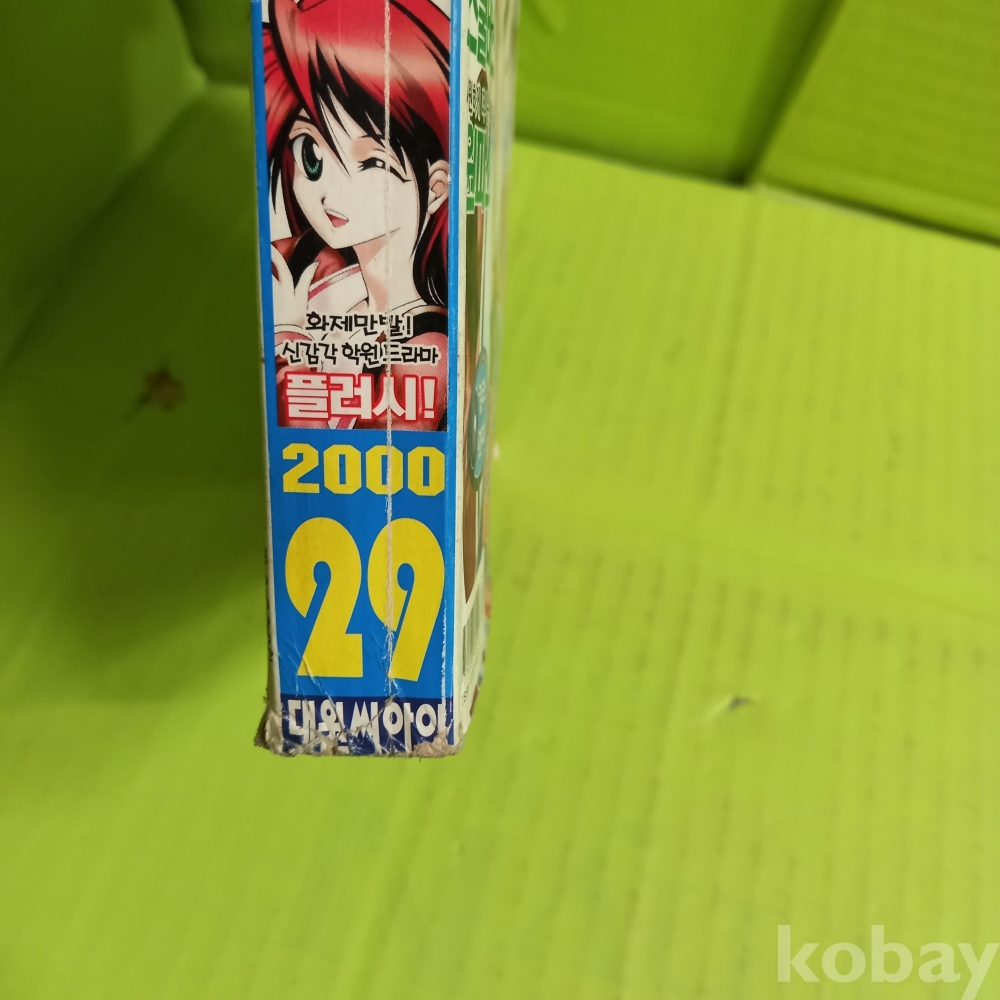 화제만발!
신감각 학원 드라마
플러시!
2000
29
대원씨아이
kobay